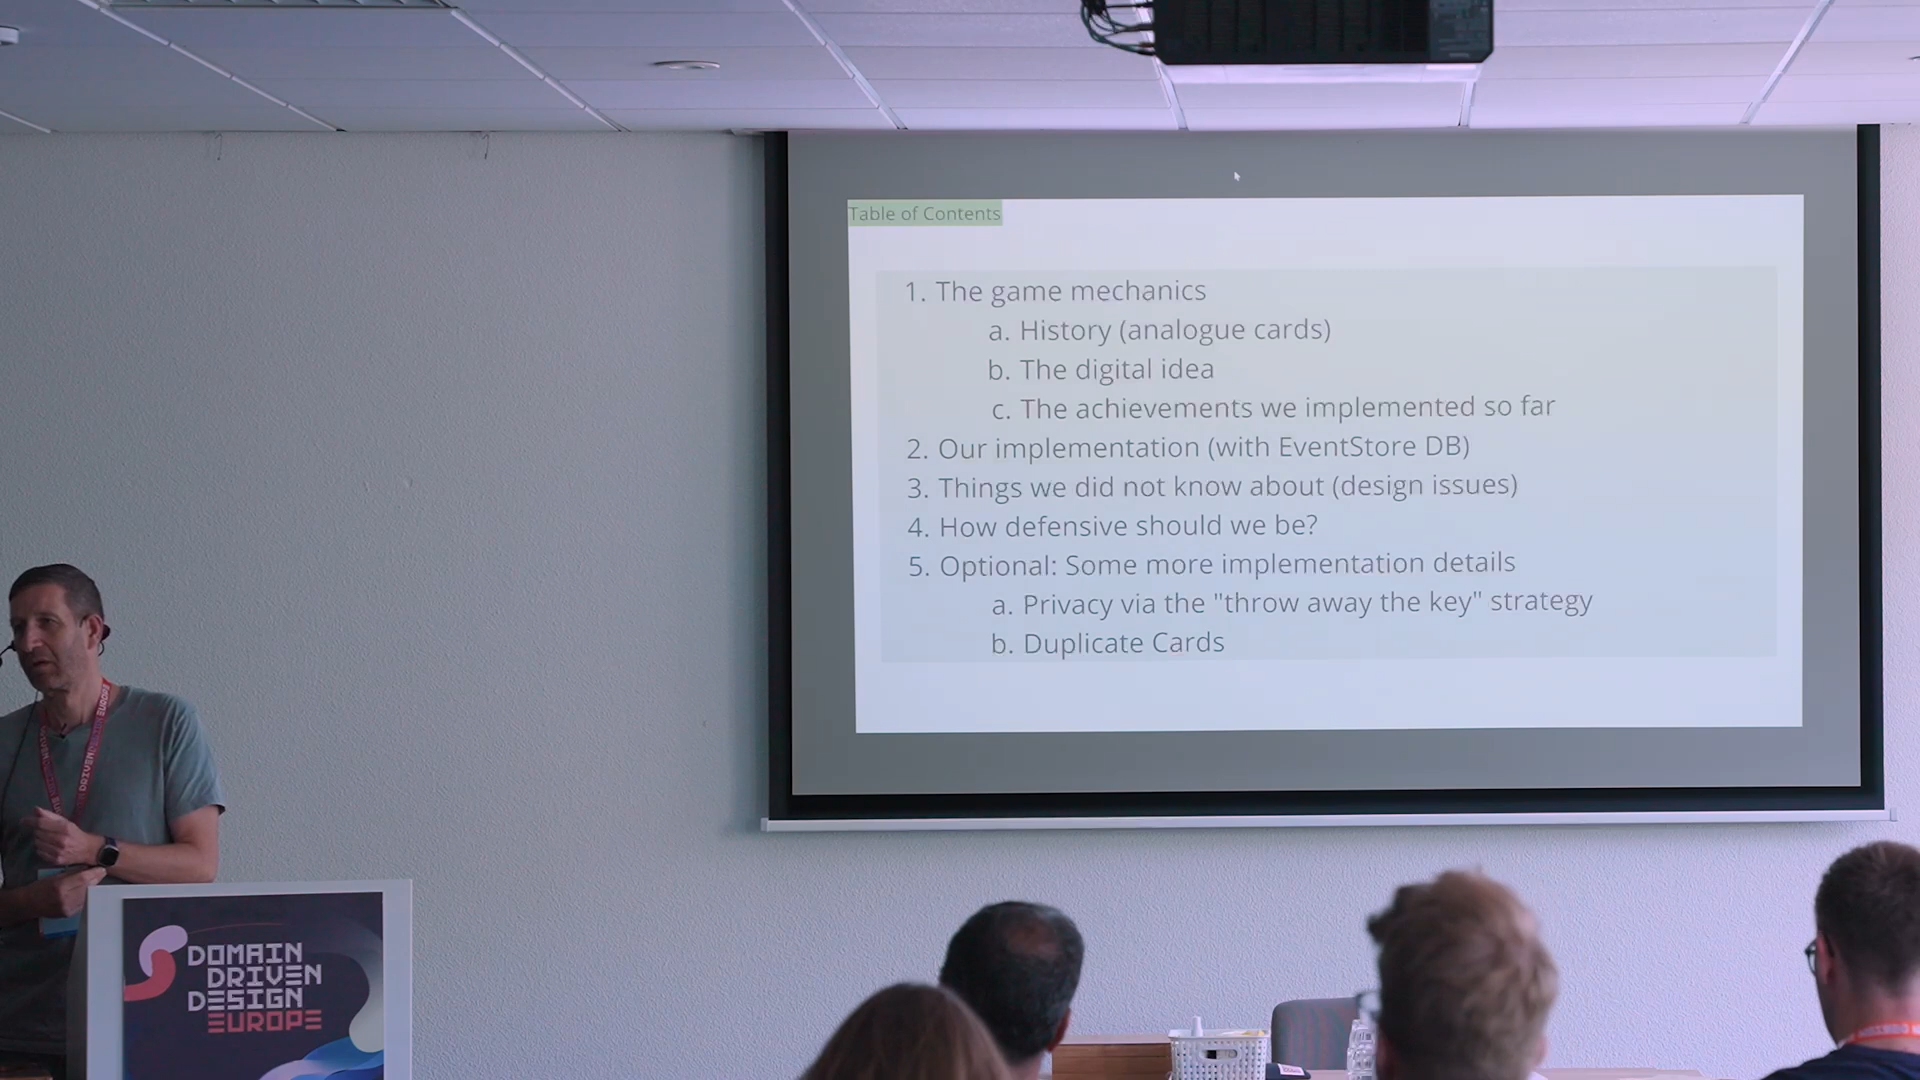 Table of Contents
1. The game mechanics
a. History (analogue cards)
b. The digital idea
c. The achievements we implemented so far
2. Our implementation (with EventStore DB)
3. Things we did not know about (design issues)
4. How defensive should we be?
5. Optional: Some more implementation details
a. Privacy via the "throw away the key" strategy
b. Duplicate Cards
DOMAIN
DRIVEN
DESIGN
EUROPE